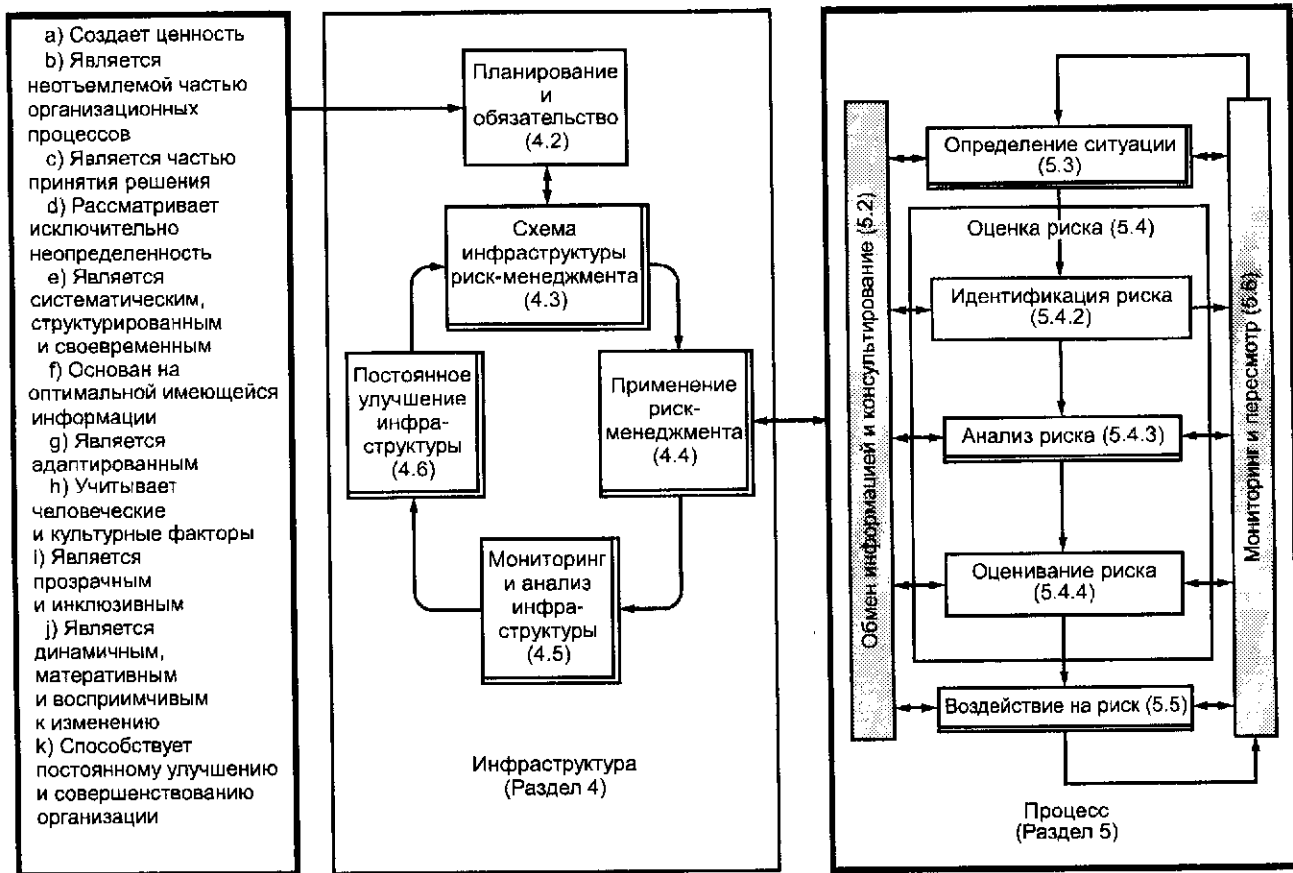 a) Создает ценность
b) Является
неотъемлемой частью
организационных
процессов
c) Является частью
принятия решения
d) Рассматривает
исключительно
неопределенность
e) Является
систематическим,
структурированным
и своевременным
f) Основан на
оптимальной имеющейся
информации
g) Является
адаптированным
h) Учитывает
человеческие
и культурные факторы
i) Является
прозрачным
и инклюзивным
j) Является
динамичным,
матеративным
и восприимчивым
к изменению
k) Способствует
постоянному улучшению
и совершенствованию
организации
Планирование
и
обязательство
(4.2)
Схема
инфраструктуры
риск-менеджмента
(4.3)
Постоянное
улучшение
инфра-
структуры
(4.6)
Применение
риск-
менеджмента
(4.4)
Мониторинг
и анализ
инфра-
структуры
(4.5)
Инфраструктура
(Раздел 4)
Обмен информацией и консультирование (5.2)
Определение ситуации
(5.3)
Оценка риска (5.4)
Идентификация риска
(5.4.2)
Анализ риска (5.4.3)
Оценивание риска
(5.4.4)
Воздействие на риск (5.5)
Мониторинг и пересмотр (5.6)
Процесс
(Раздел 5)